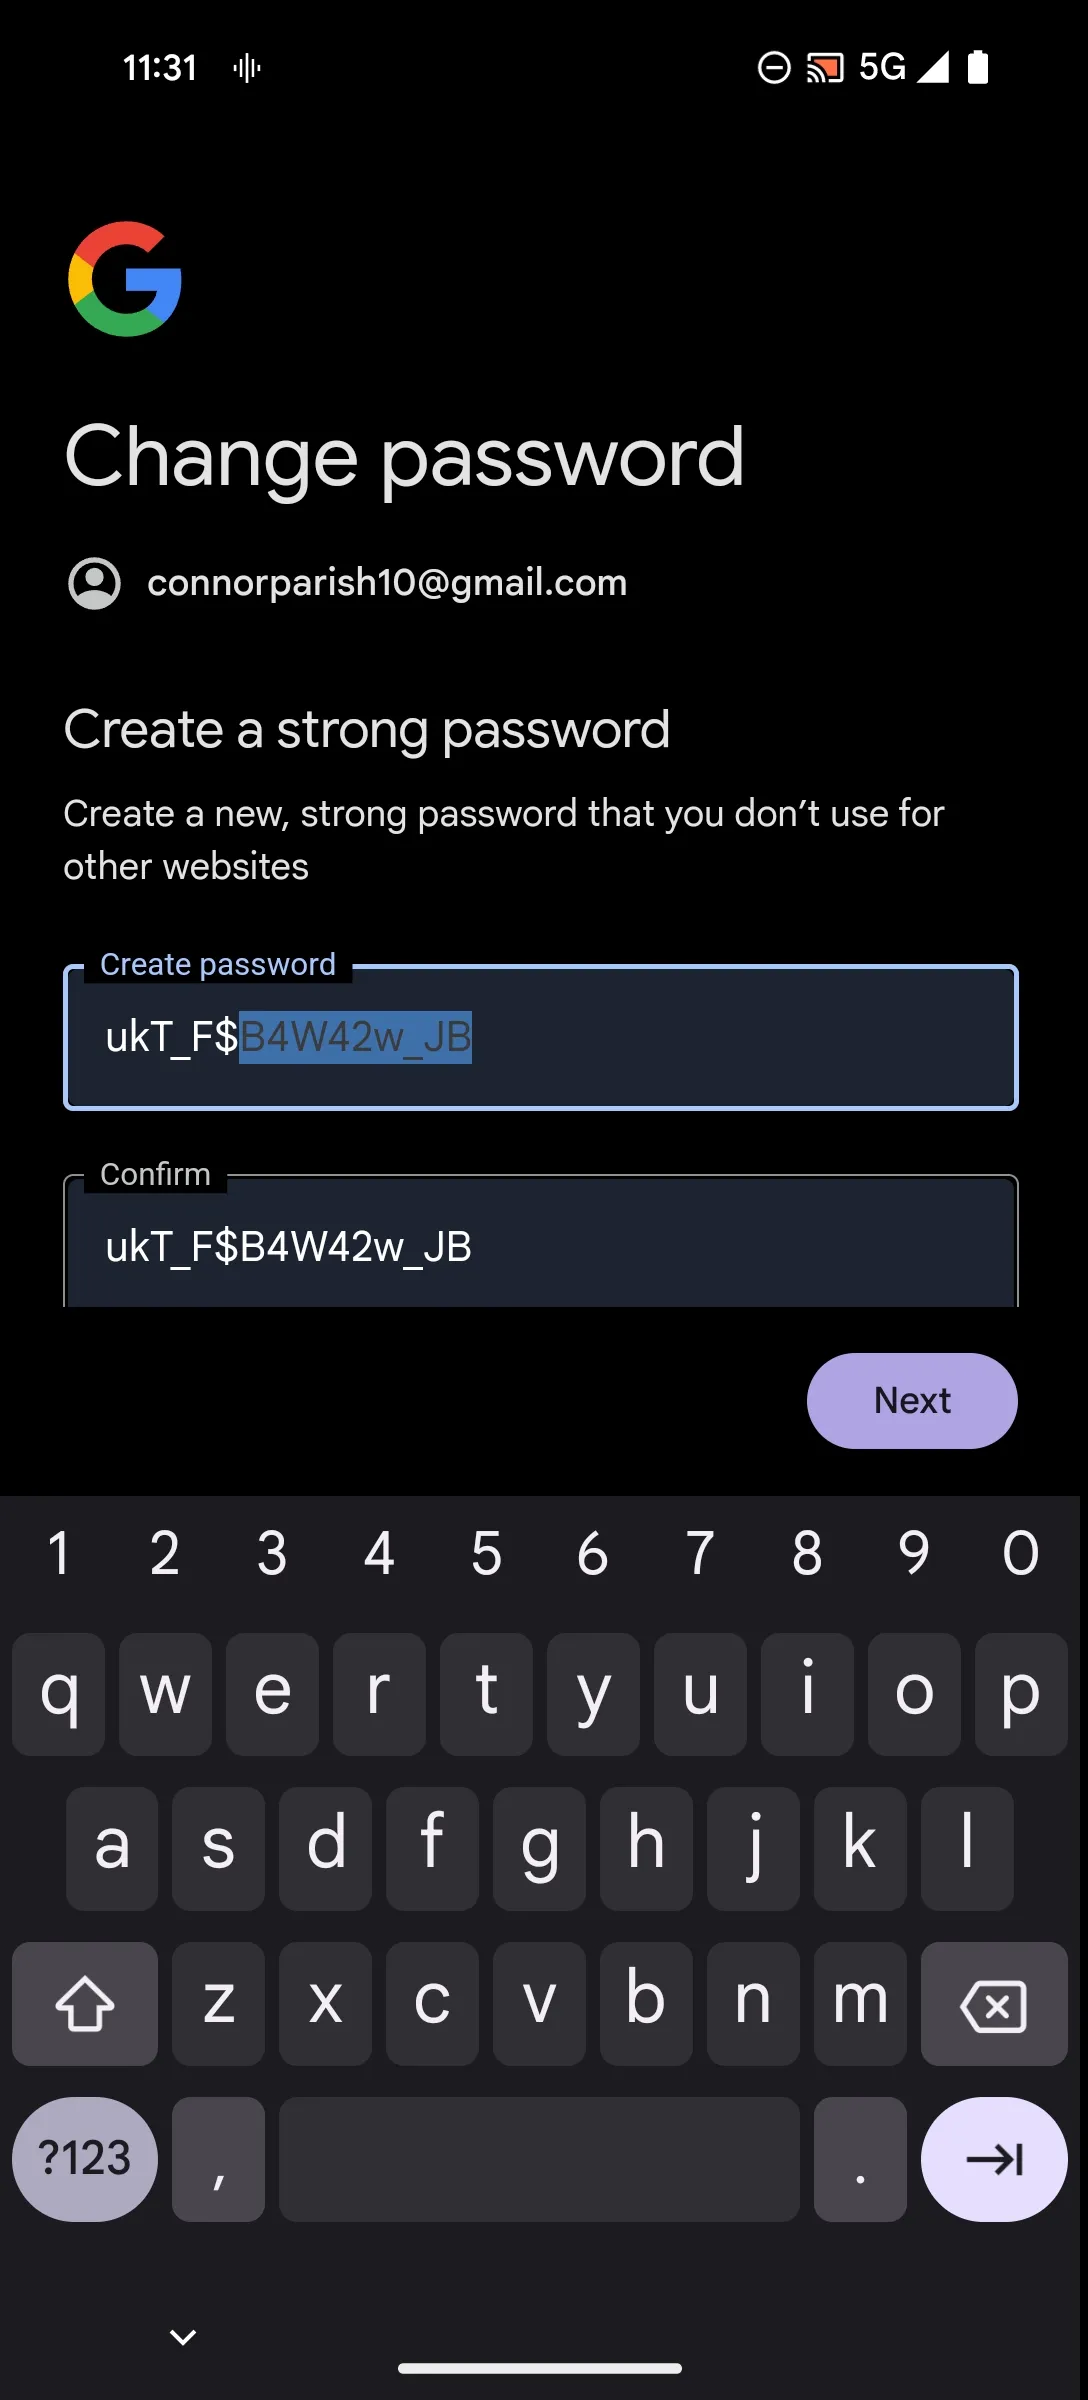 11:31
5G
Change password
connorparish10@gmail.com
Create a strong password
Create a new, strong password that you don’t use for
other websites
Create password
ukT_F$B4W42w_JB
Confirm
ukT_F$B4W42w_JB
Next
1 2 3 4 5 6 7 8 9 0
q w e r t y u i o p
a s d f g h j k l
z x c v b n m
?123 , .